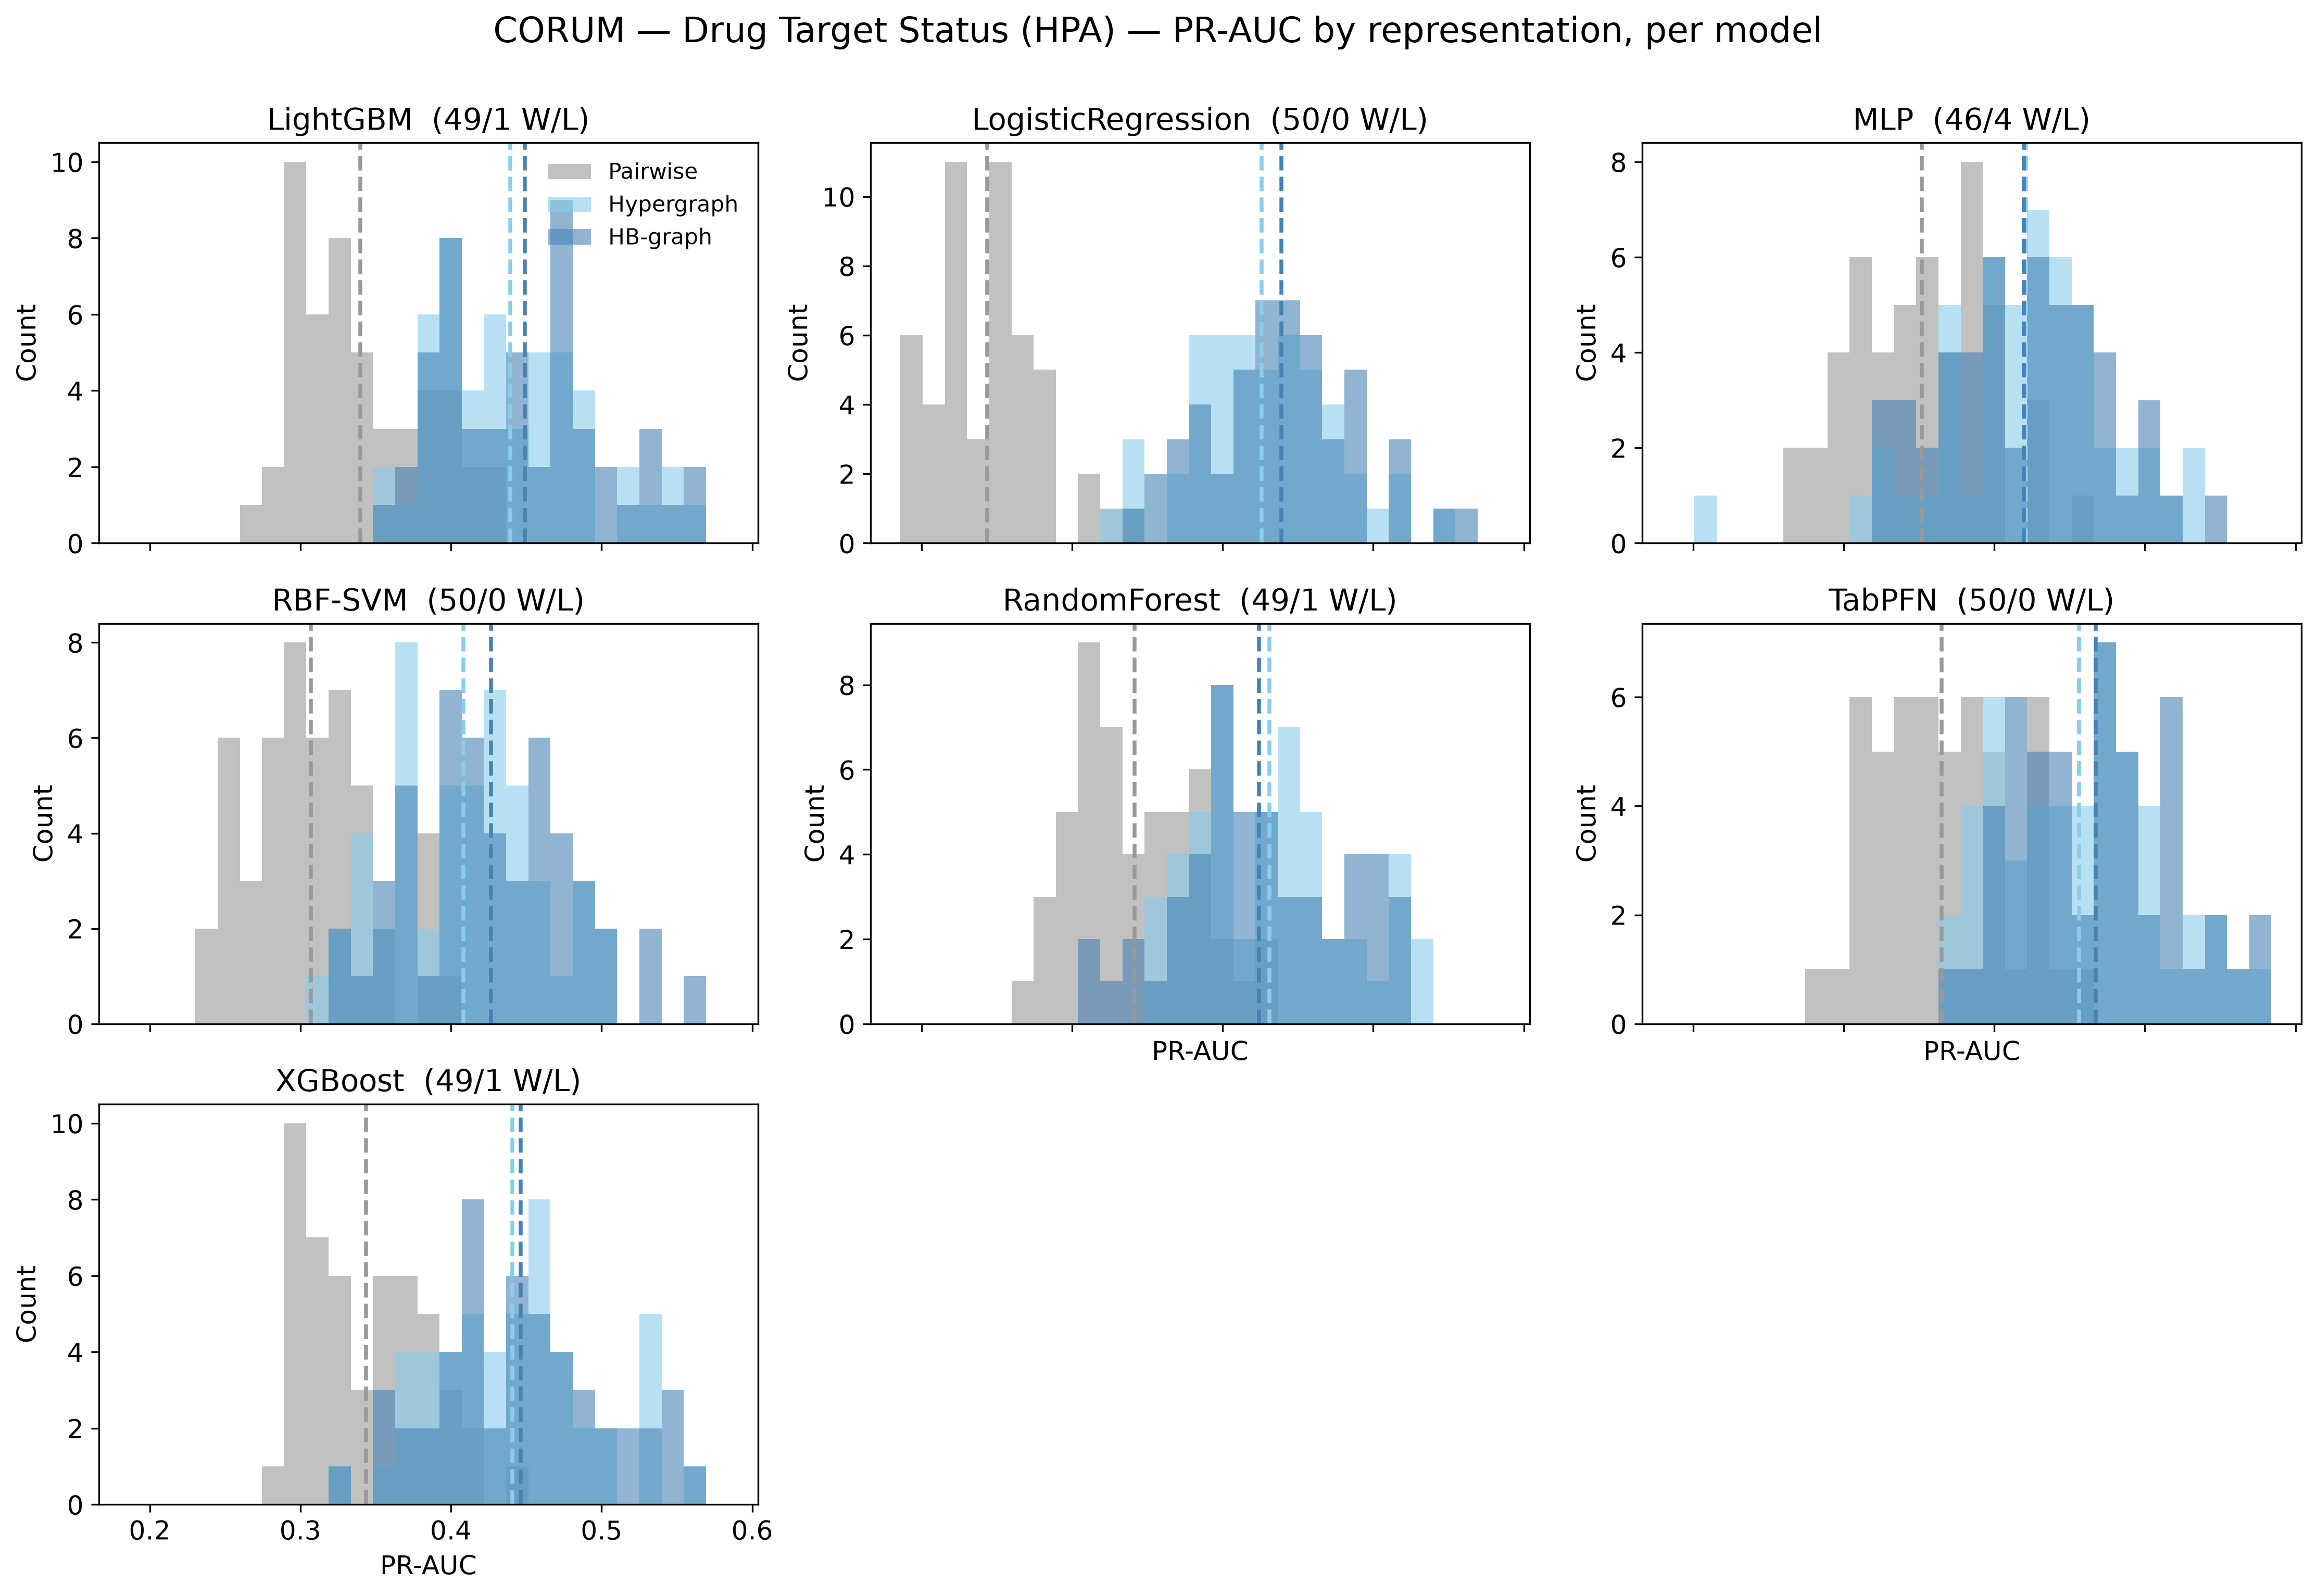 CORUM — Drug Target Status (HPA) — PR-AUC by representation, per model
LightGBM (49/1 W/L)
Count
0
2
4
6
8
10
Pairwise
Hypergraph
HB-graph
LogisticRegression (50/0 W/L)
Count
0
2
4
6
8
10
MLP (46/4 W/L)
Count
0
2
4
6
8
RBF-SVM (50/0 W/L)
Count
0
2
4
6
8
RandomForest (49/1 W/L)
Count
0
2
4
6
8
PR-AUC
TabPFN (50/0 W/L)
Count
0
2
4
6
PR-AUC
XGBoost (49/1 W/L)
Count
0
2
4
6
8
10
0.2 0.3 0.4 0.5 0.6
PR-AUC